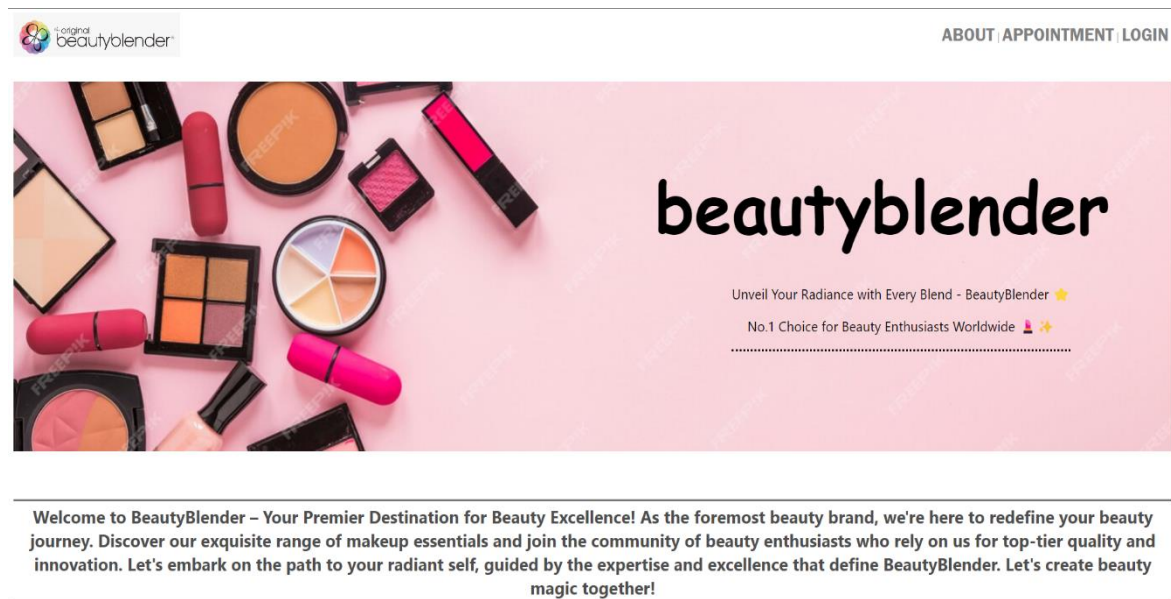 the original
beautyblender
ABOUT | APPOINTMENT | LOGIN
FREEPIK
beautyblender
Unveil Your Radiance with Every Blend - BeautyBlender ⭐
No.1 Choice for Beauty Enthusiasts Worldwide 💄✨
Welcome to BeautyBlender – Your Premier Destination for Beauty Excellence! As the foremost beauty brand, we're here to redefine your beauty
journey. Discover our exquisite range of makeup essentials and join the community of beauty enthusiasts who rely on us for top-tier quality and
innovation. Let's embark on the path to your radiant self, guided by the expertise and excellence that define BeautyBlender. Let's create beauty
magic together!